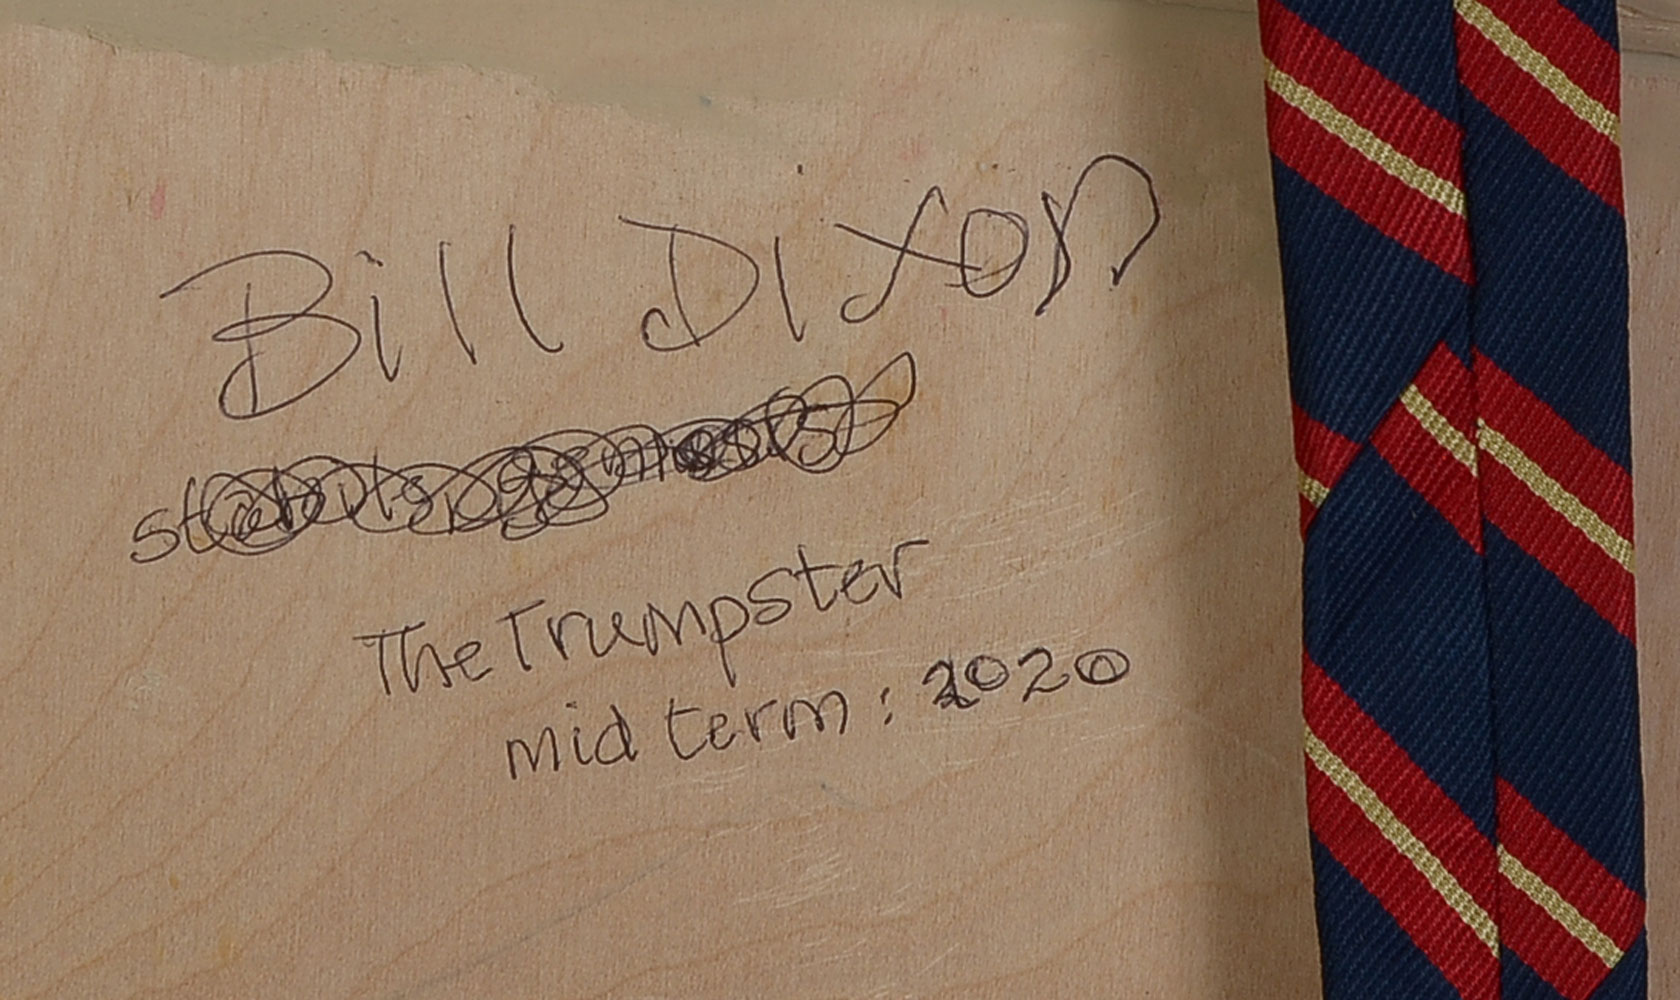 Bill Dixon
The Trumpster
mid term: 2020